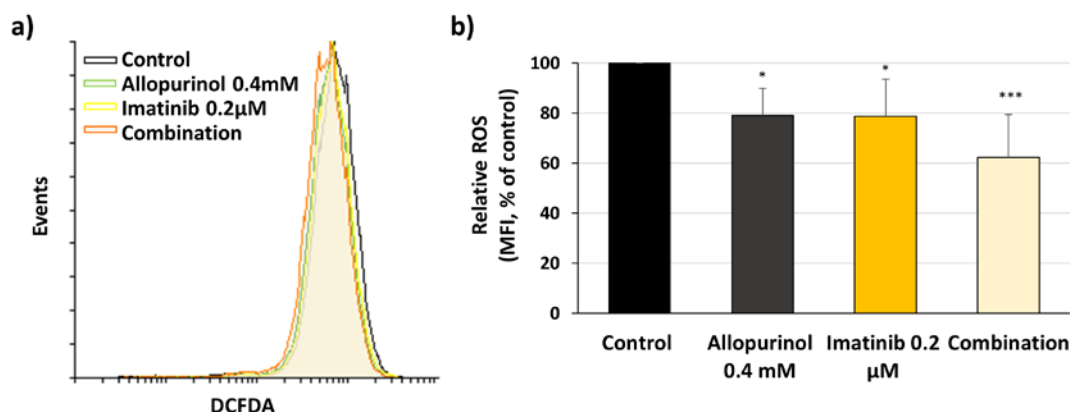 a)
Control
Allopurinol 0.4mM
Imatinib 0.2µM
Combination
Events
DCFDA
b)
Relative ROS
(MFI, % of control)
100
80
60
40
20
0
*
*
***
Control
Allopurinol
0.4 mM
Imatinib 0.2
µM
Combination